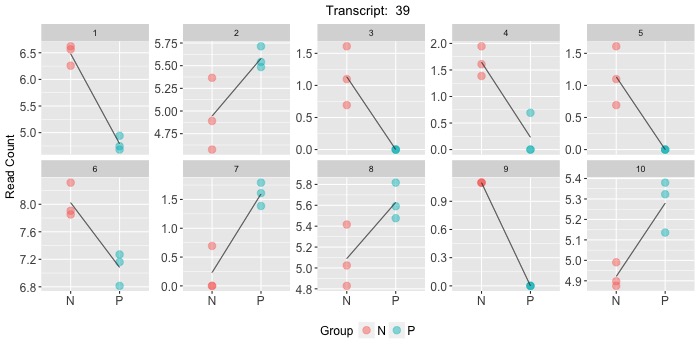 Transcript: 39
1 2 3 4 5
6.5 6.0 5.5 5.0
5.75 5.50 5.25 5.00 4.75
1.5 1.0 0.5 0.0
2.0 1.5 1.0 0.5 0.0
1.5 1.0 0.5 0.0
Read Count
6 7 8 9 10
8.0 7.6 7.2 6.8
1.5 1.0 0.5 0.0
5.8 5.6 5.4 5.2 5.0 4.8
0.9 0.6 0.3 0.0
5.4 5.3 5.2 5.1 5.0 4.9
N P N P N P N P N P
Group N P